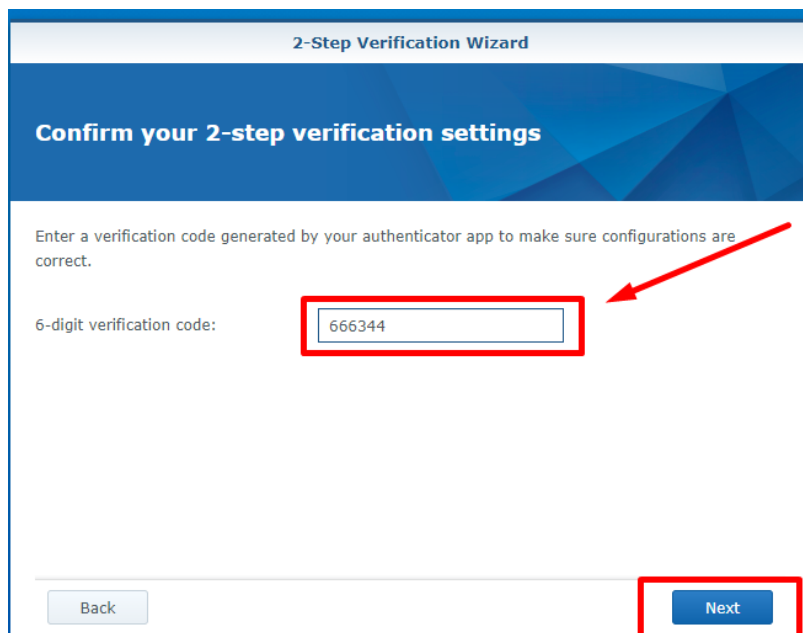 2-Step Verification Wizard
Confirm your 2-step verification settings
Enter a verification code generated by your authenticator app to make sure configurations are
correct.
6-digit verification code: 666344
Back Next